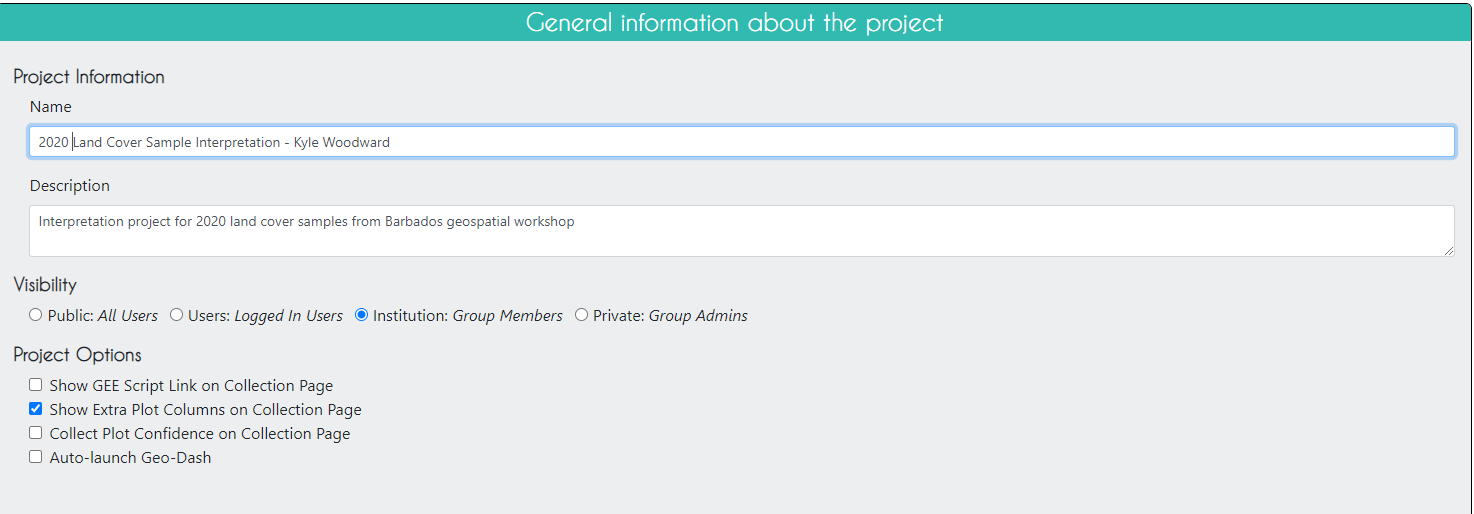 General information about the project
Project Information
Name
2020 Land Cover Sample Interpretation - Kyle Woodward
Description
Interpretation project for 2020 land cover samples from Barbados geospatial workshop
Visibility
Public: All Users Users: Logged In Users Institution: Group Members Private: Group Admins
Project Options
Show GEE Script Link on Collection Page
Show Extra Plot Columns on Collection Page
Collect Plot Confidence on Collection Page
Auto-launch Geo-Dash